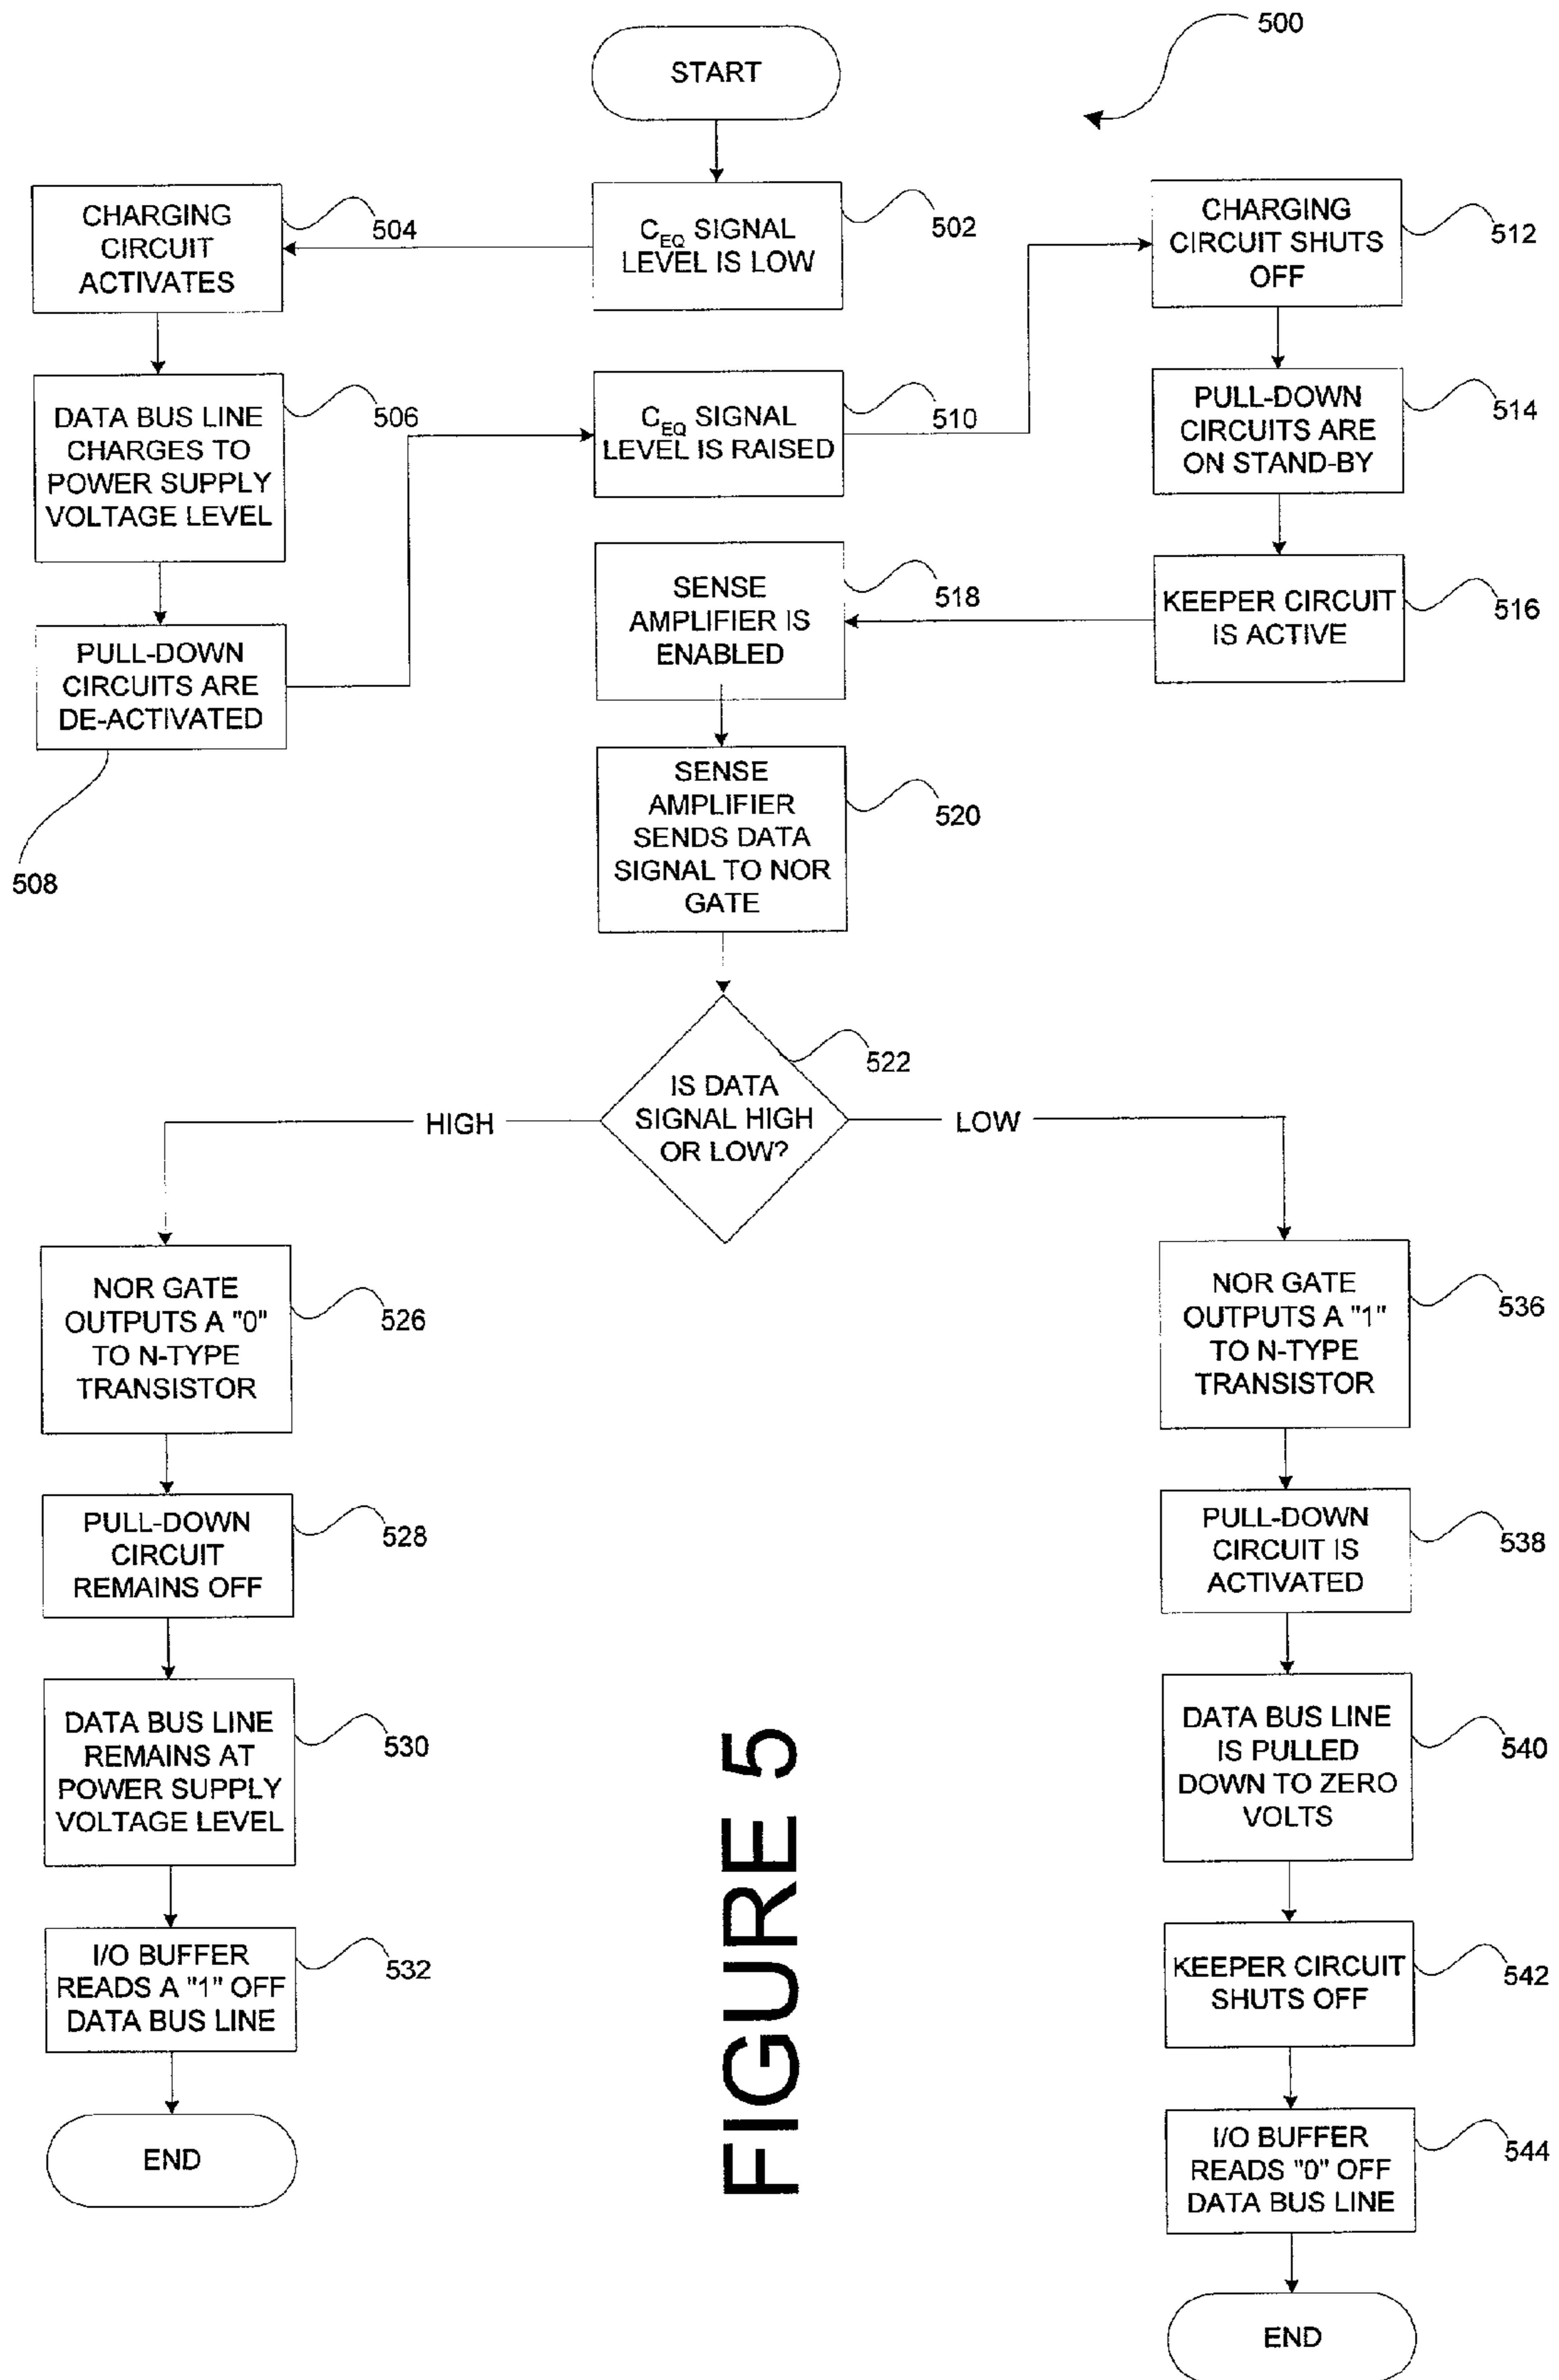 500
START
C_EQ SIGNAL
LEVEL IS LOW
502
CHARGING
CIRCUIT
ACTIVATES
504
DATA BUS LINE
CHARGES TO
POWER SUPPLY
VOLTAGE LEVEL
506
PULL-DOWN
CIRCUITS ARE
DE-ACTIVATED
508
C_EQ SIGNAL
LEVEL IS RAISED
510
CHARGING
CIRCUIT SHUTS
OFF
512
PULL-DOWN
CIRCUITS ARE
ON STAND-BY
514
KEEPER CIRCUIT
IS ACTIVE
516
SENSE
AMPLIFIER IS
ENABLED
518
SENSE
AMPLIFIER
SENDS DATA
SIGNAL TO NOR
GATE
520
IS DATA
SIGNAL HIGH
OR LOW?
522
HIGH
LOW
NOR GATE
OUTPUTS A "0"
TO N-TYPE
TRANSISTOR
526
PULL-DOWN
CIRCUIT
REMAINS OFF
528
DATA BUS LINE
REMAINS AT
POWER SUPPLY
VOLTAGE LEVEL
530
I/O BUFFER
READS A "1" OFF
DATA BUS LINE
532
END
NOR GATE
OUTPUTS A "1"
TO N-TYPE
TRANSISTOR
536
PULL-DOWN
CIRCUIT IS
ACTIVATED
538
DATA BUS LINE
IS PULLED
DOWN TO ZERO
VOLTS
540
KEEPER CIRCUIT
SHUTS OFF
542
I/O BUFFER
READS "0" OFF
DATA BUS LINE
544
END
FIGURE 5